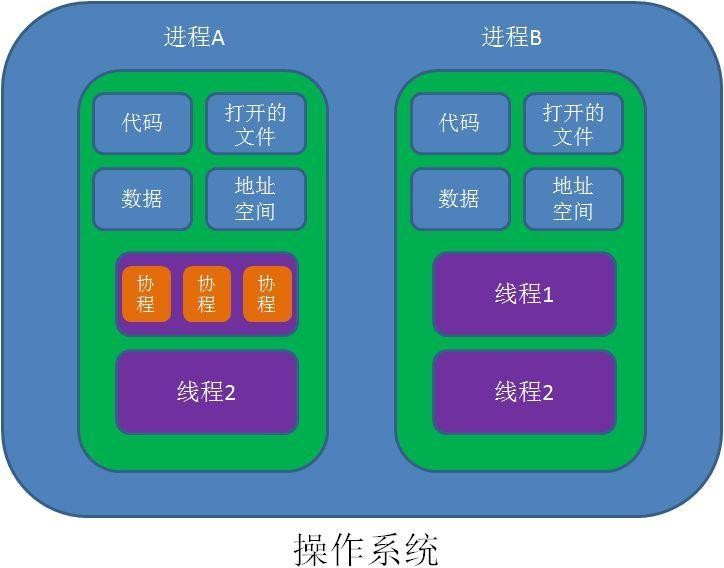 进程A
进程B
代码
打开的
文件
数据
地址
空间
协
程
协
程
协
程
线程2
代码
打开的
文件
数据
地址
空间
线程1
线程2
操作系统